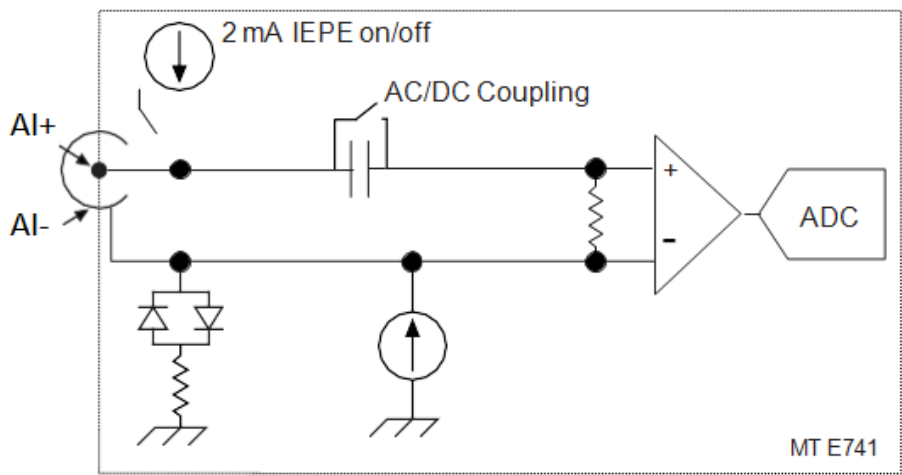 2 mA IEPE on/off
AC/DC Coupling
AI+
AI-
+
-
ADC
MT E741